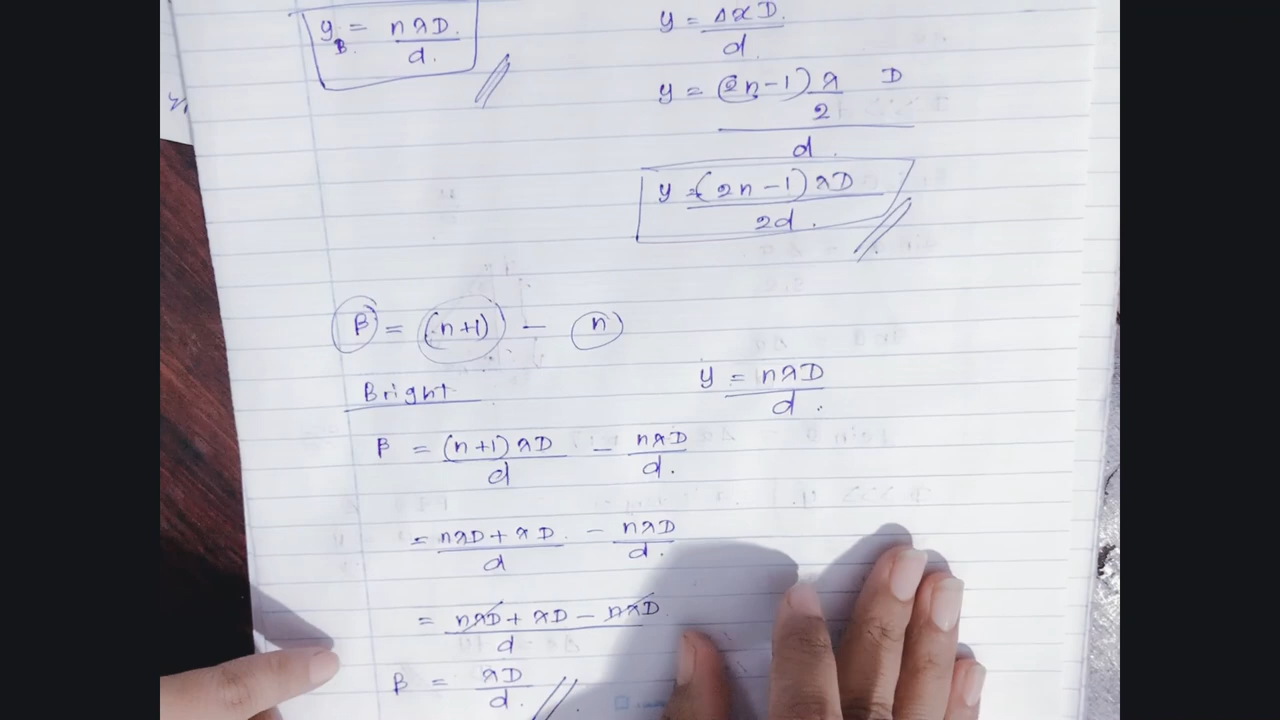 y_B = nλD/d.
y = ΔxD./d.
y = (2n-1) λ/2 D / d.
y = (2n-1)λD/2d.
β = (n+1) - n
Bright
y = nλD/d.
β = (n+1)λD/d - nλD/d.
= nλD+λD./d - nλD/d.
= nλD+λD-nλD./d
β = λD/d.